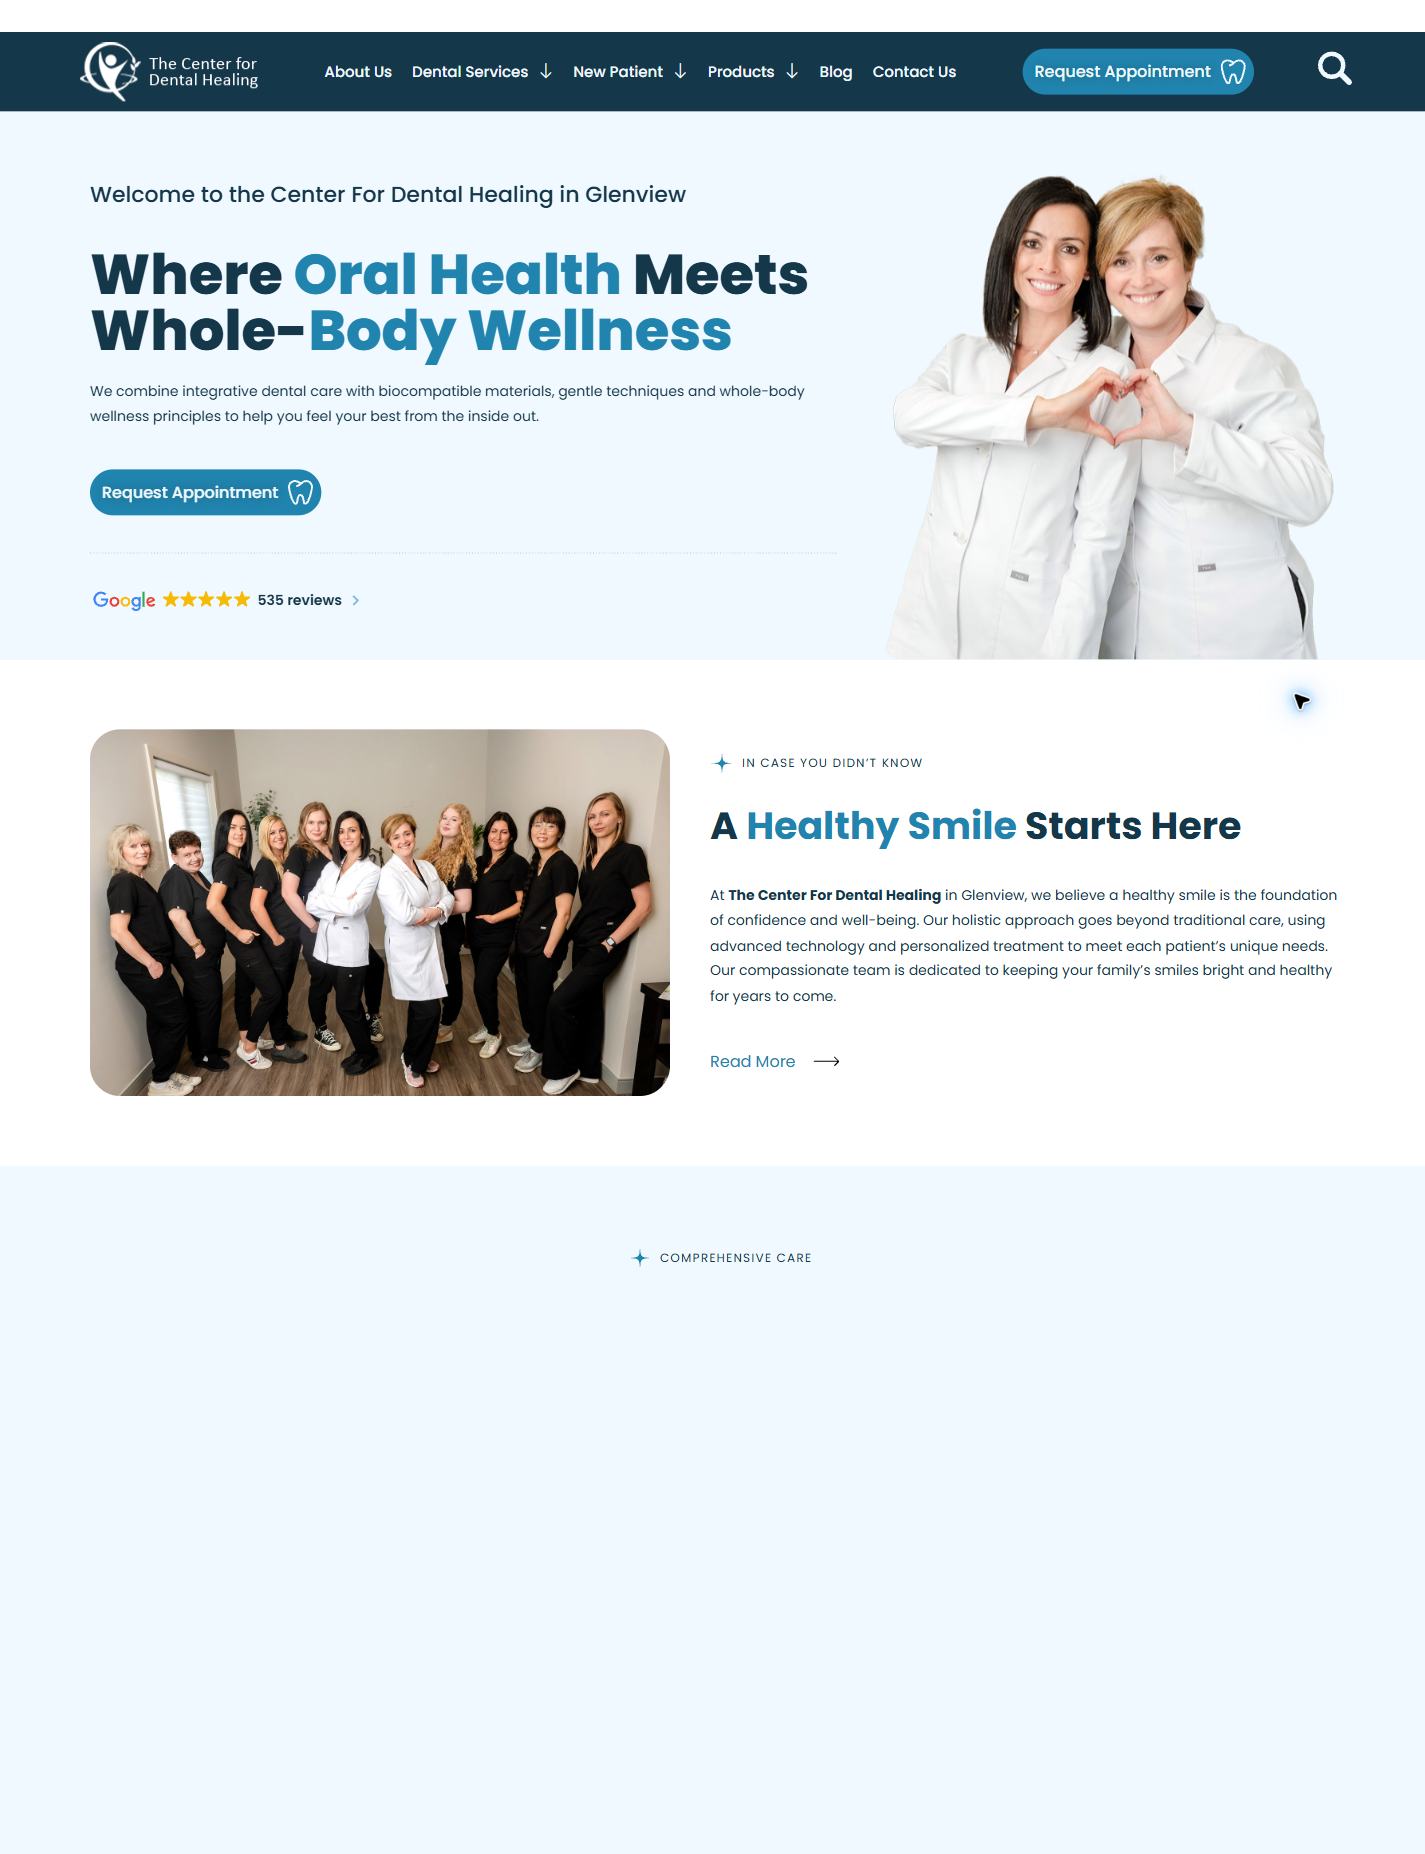 The Center for
Dental Healing
About Us
Dental Services
New Patient
Products
Blog
Contact Us
Request Appointment
Welcome to the Center For Dental Healing in Glenview
Where Oral Health Meets
Whole-Body Wellness
We combine integrative dental care with biocompatible materials, gentle techniques and whole-body
wellness principles to help you feel your best from the inside out.
Request Appointment
Google 535 reviews
IN CASE YOU DIDN'T KNOW
A Healthy Smile Starts Here
At The Center For Dental Healing in Glenview, we believe a healthy smile is the foundation
of confidence and well-being. Our holistic approach goes beyond traditional care, using
advanced technology and personalized treatment to meet each patient's unique needs.
Our compassionate team is dedicated to keeping your family's smiles bright and healthy
for years to come.
Read More
COMPREHENSIVE CARE